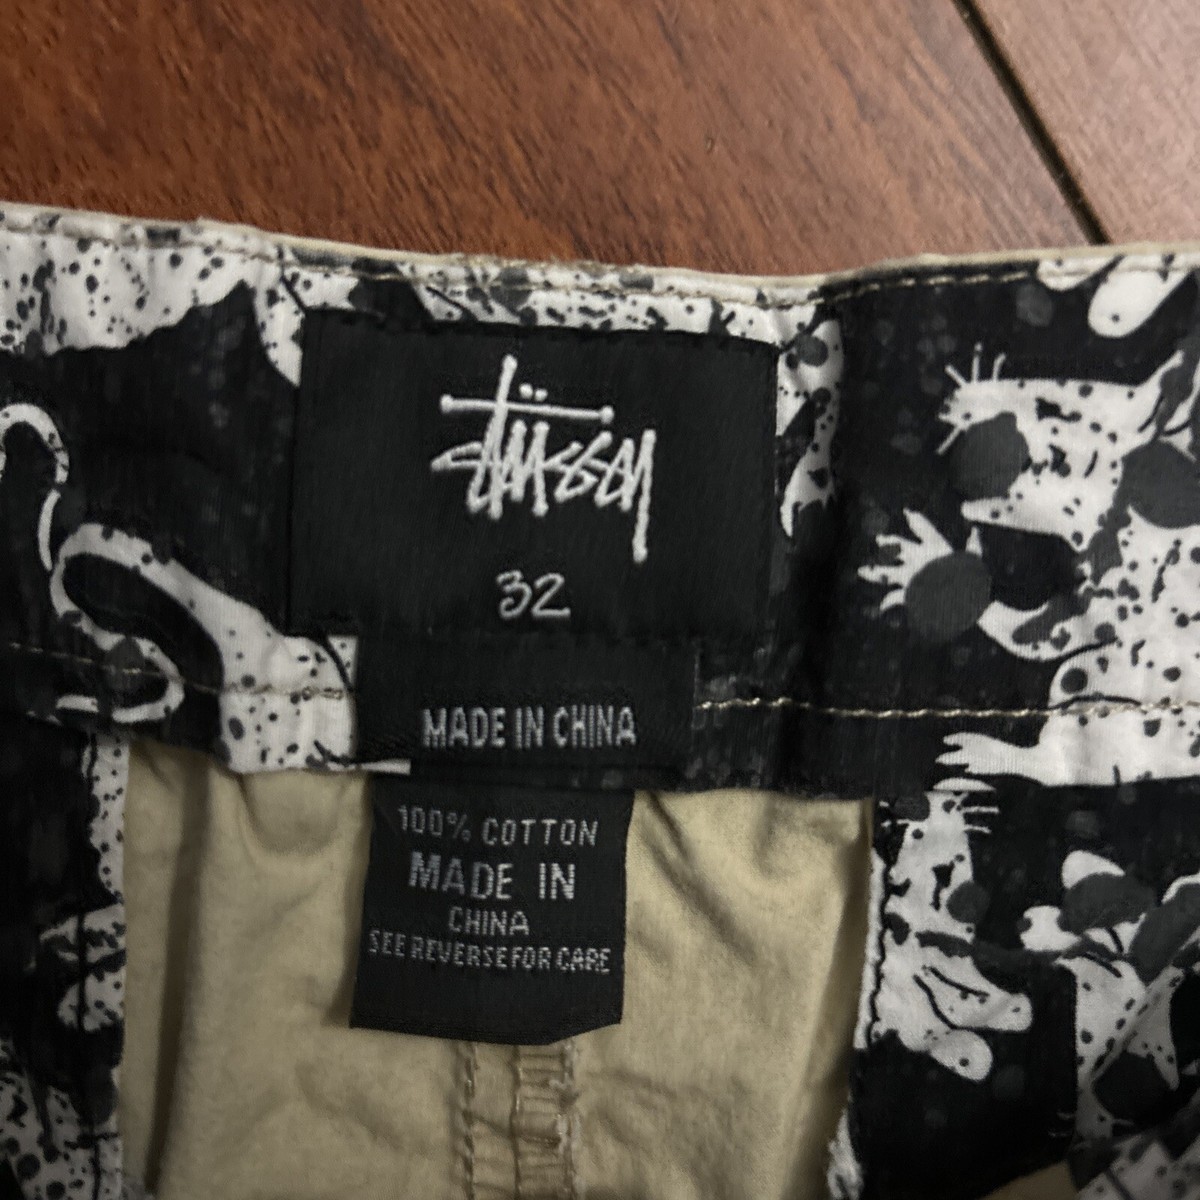 Stüssy
32
MADE IN CHINA
100% COTTON
MADE IN
CHINA
SEE REVERSE FOR CARE